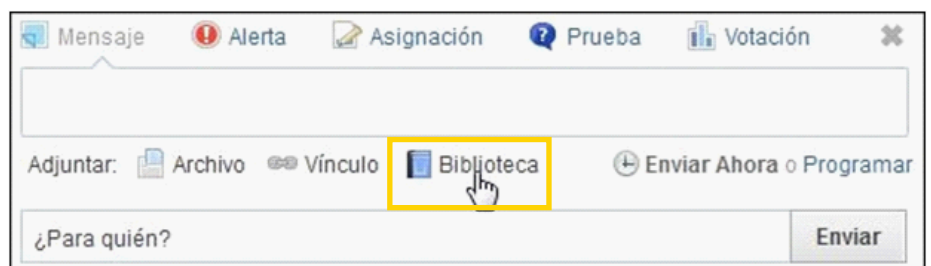 Mensaje Alerta Asignación Prueba Votación
Adjuntar: Archivo Vínculo Biblioteca Enviar Ahora o Programar
¿Para quién? Enviar